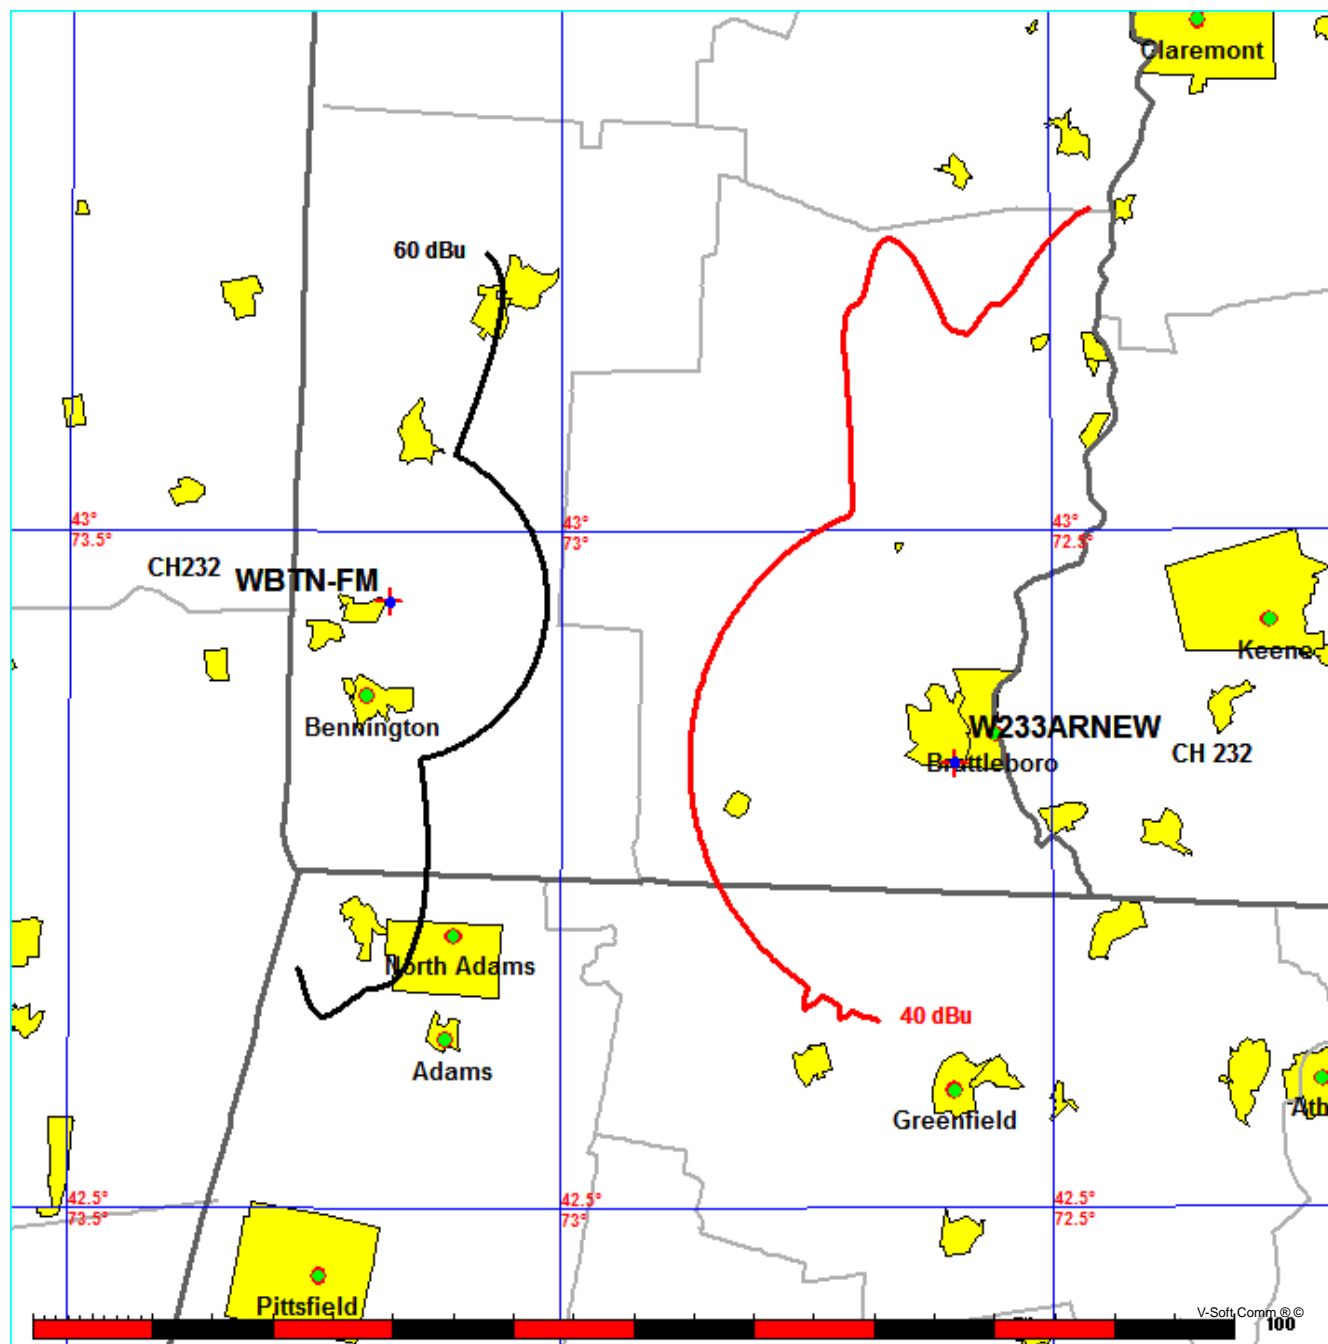 Claremont
60 dBu
43°
73.5°
43°
73°
43°
72.5°
CH232
WBTN-FM
Keene
Bennington
W233ARNEW
CH 232
Brattleboro
North Adams
40 dBu
Adams
Greenfield
Ath
42.5°
73.5°
42.5°
73°
42.5°
72.5°
Pittsfield
V-Soft Comm ® ©
100